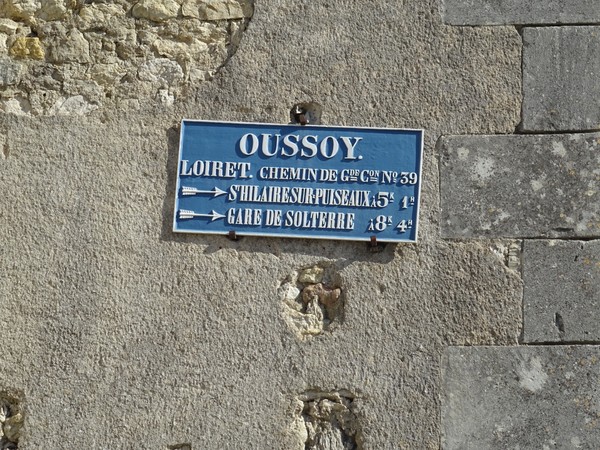 OUSSOY.
LOIRET. CHEMIN DE Gᴰᴱ Cᴼᴺ Nº 39
Sᵀ HILAIRE SUR-PUISEAUX À 5ᴷ 1ᴴ
GARE DE SOLTERRE À 8ᴷ 4ᴴ